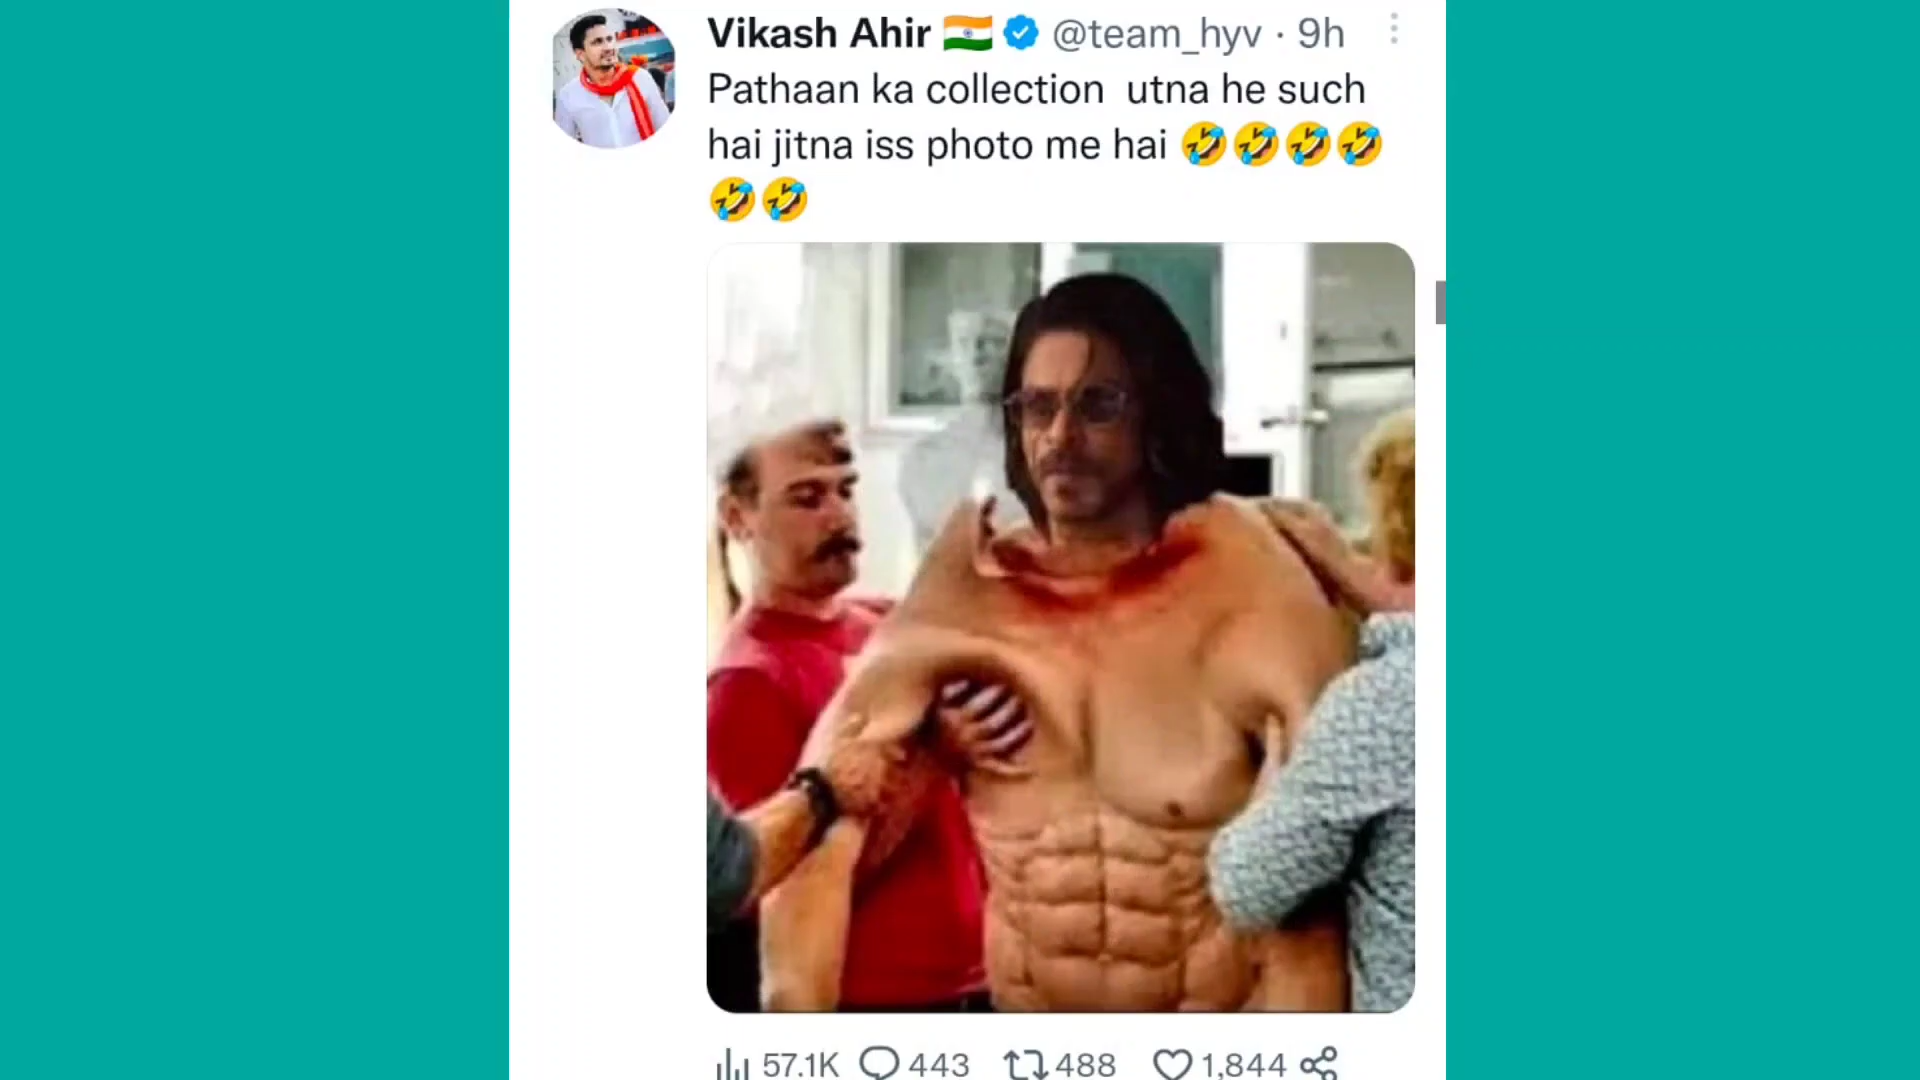 Vikash Ahir 🇮🇳 @team_hyv · 9h
Pathaan ka collection utna he such
hai jitna iss photo me hai 🤣🤣🤣🤣
🤣🤣
57.1K 443 488 1,844